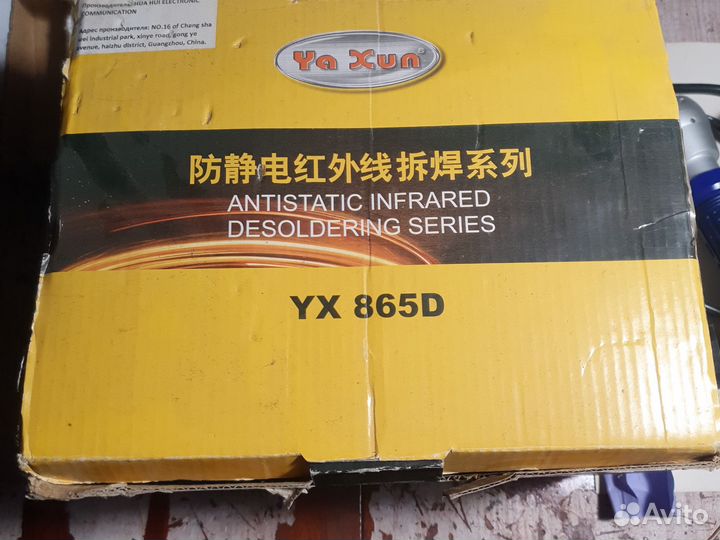 Производитель: HUA HUI ELECTRONIC
COMMUNICATION
Адрес производителя: NO.16 of Chang sha
wei industrial park, xinye road, gong ye
avenue, haizhu district, Guangzhou, China.
Ya Xun
防静电红外线拆焊系列
ANTISTATIC INFRARED
DESOLDERING SERIES
YX 865D
Avito